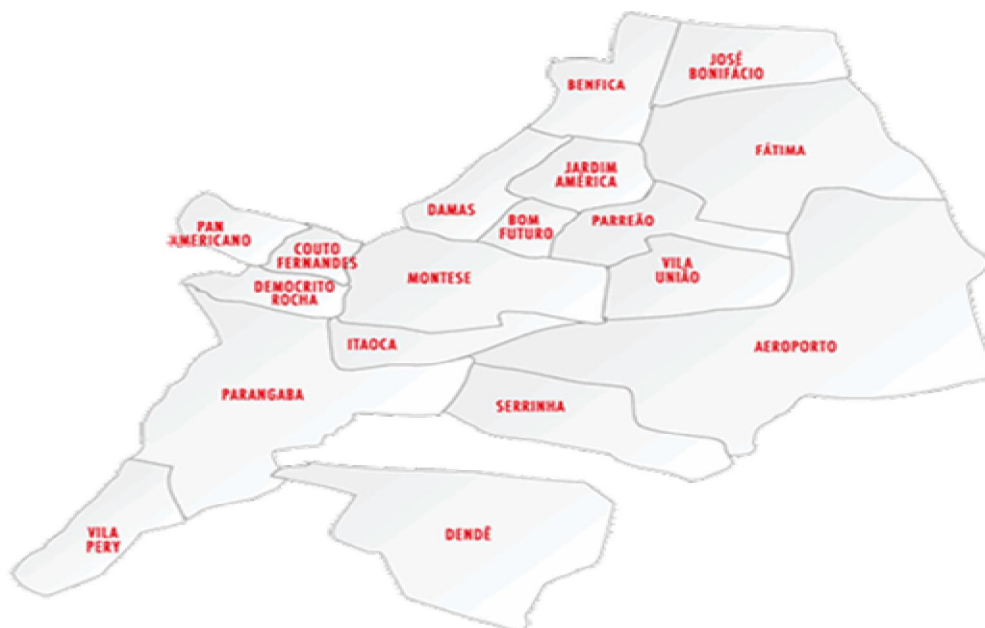 JOSÉ
BONIFÁCIO
BENFICA
FÁTIMA
JARDIM
AMÉRICA
DAMAS
BOM
FUTURO
PARREÃO
PAN
AMERICANO
COUTO
FERNANDES
VILA
UNIÃO
MONTESE
DEMOCRITO
ROCHA
ITAOCA
AEROPORTO
PARANGABA
SERRINHA
VILA
PERY
DENDÊ